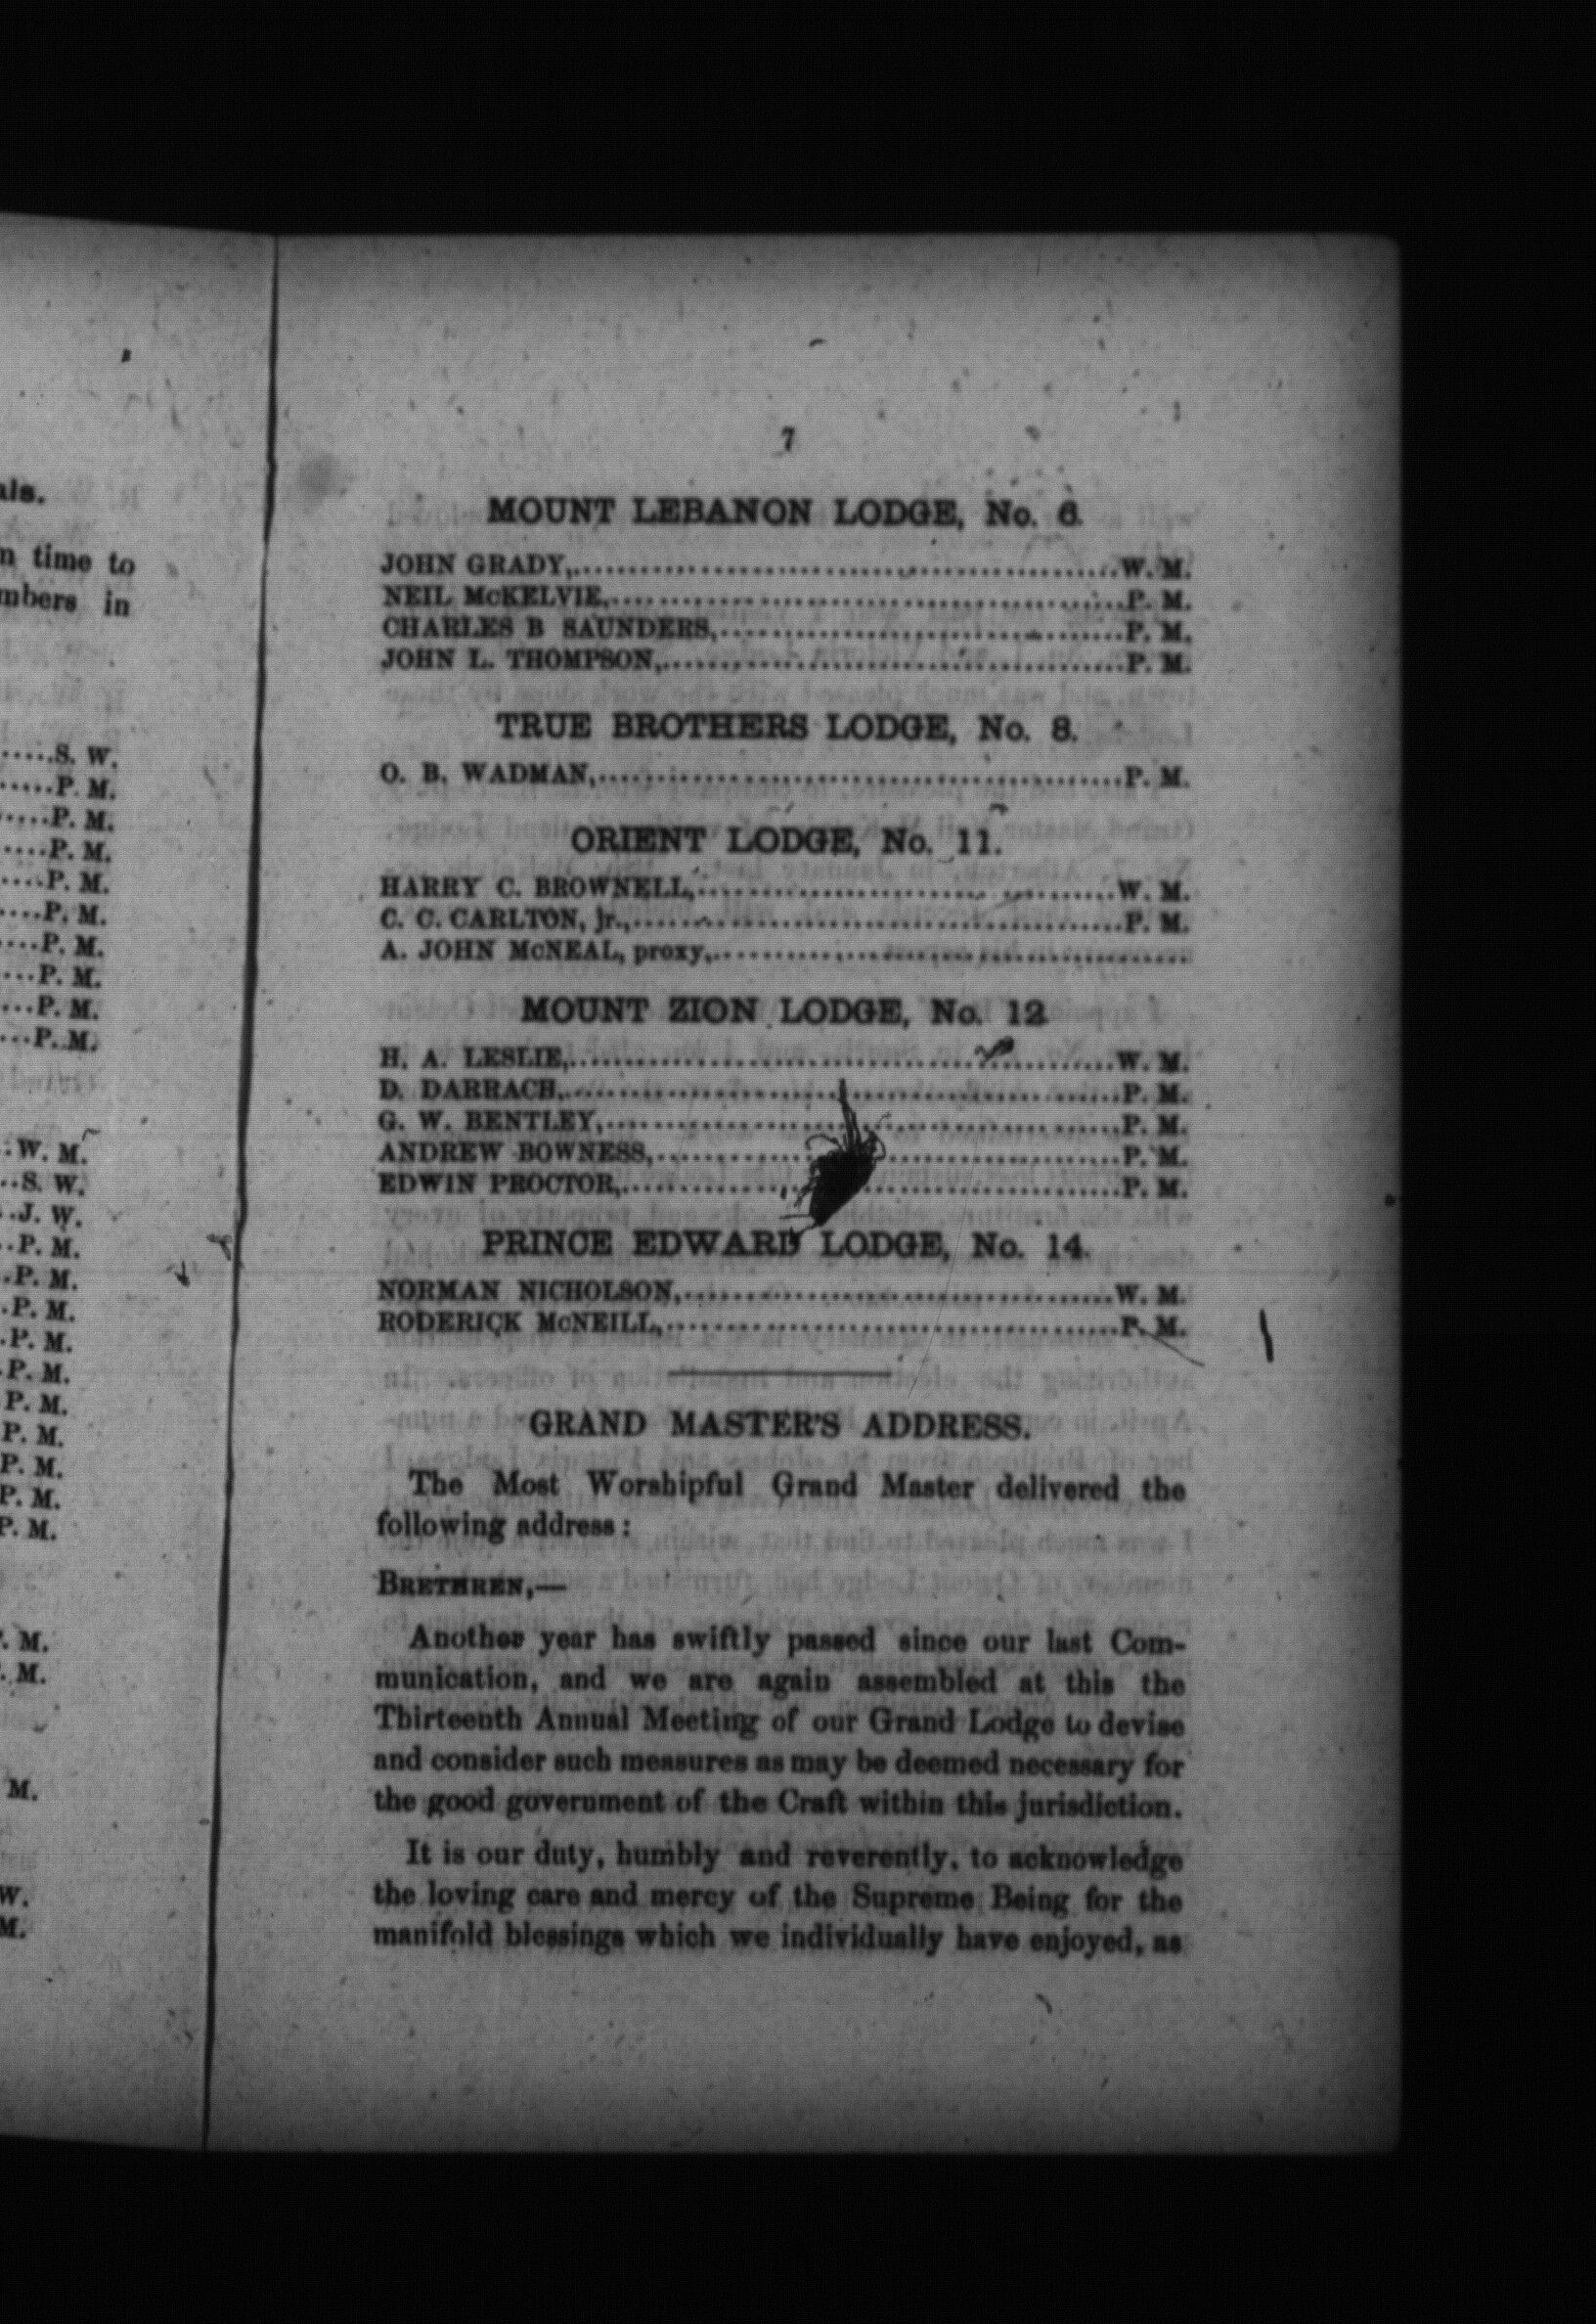 als.
n time to
mbers in
.....S. W.
......P. M.
.....P. M.
.....P. M.
.....P. M.
....P. M.
....P. M.
...P. M.
...P. M.
...P. M.
..W. M.
..S. W.
..J. W.
..P. M.
..P. M.
.P. M.
.P. M.
.P. M.
P. M.
P. M.
P. M.
P. M.
P. M.
P. M.
. M.
M.
W.
M.
7
MOUNT LEBANON LODGE, No. 6.
JOHN GRADY,..........W. M.
NEIL McKELVIE,..........P. M.
CHARLES B SAUNDERS,..........P. M.
JOHN L. THOMPSON,..........P. M.
TRUE BROTHERS LODGE, No. 8.
O. B. WADMAN,..........P. M.
ORIENT LODGE, No. 11.
HARRY C. BROWNELL,..........W. M.
C. C. CARLTON, jr.,..........P. M.
A. JOHN McNEAL, proxy,..........
MOUNT ZION LODGE, No. 12
H. A. LESLIE,..........W. M.
D. DARRACH,..........P. M.
G. W. BENTLEY,..........P. M.
ANDREW BOWNESS,..........P. M.
EDWIN PROCTOR,..........P. M.
PRINCE EDWARD LODGE, No. 14.
NORMAN NICHOLSON,..........W. M.
RODERICK McNEILL,..........P. M.
GRAND MASTER'S ADDRESS.
The Most Worshipful Grand Master delivered the
following address:
BRETHREN,—
Another year has swiftly passed since our last Com-
munication, and we are again assembled at this the
Thirteenth Annual Meeting of our Grand Lodge to devise
and consider such measures as may be deemed necessary for
the good government of the Craft within this jurisdiction.
It is our duty, humbly and reverently, to acknowledge
the loving care and mercy of the Supreme Being for the
manifold blessings which we individually have enjoyed, as